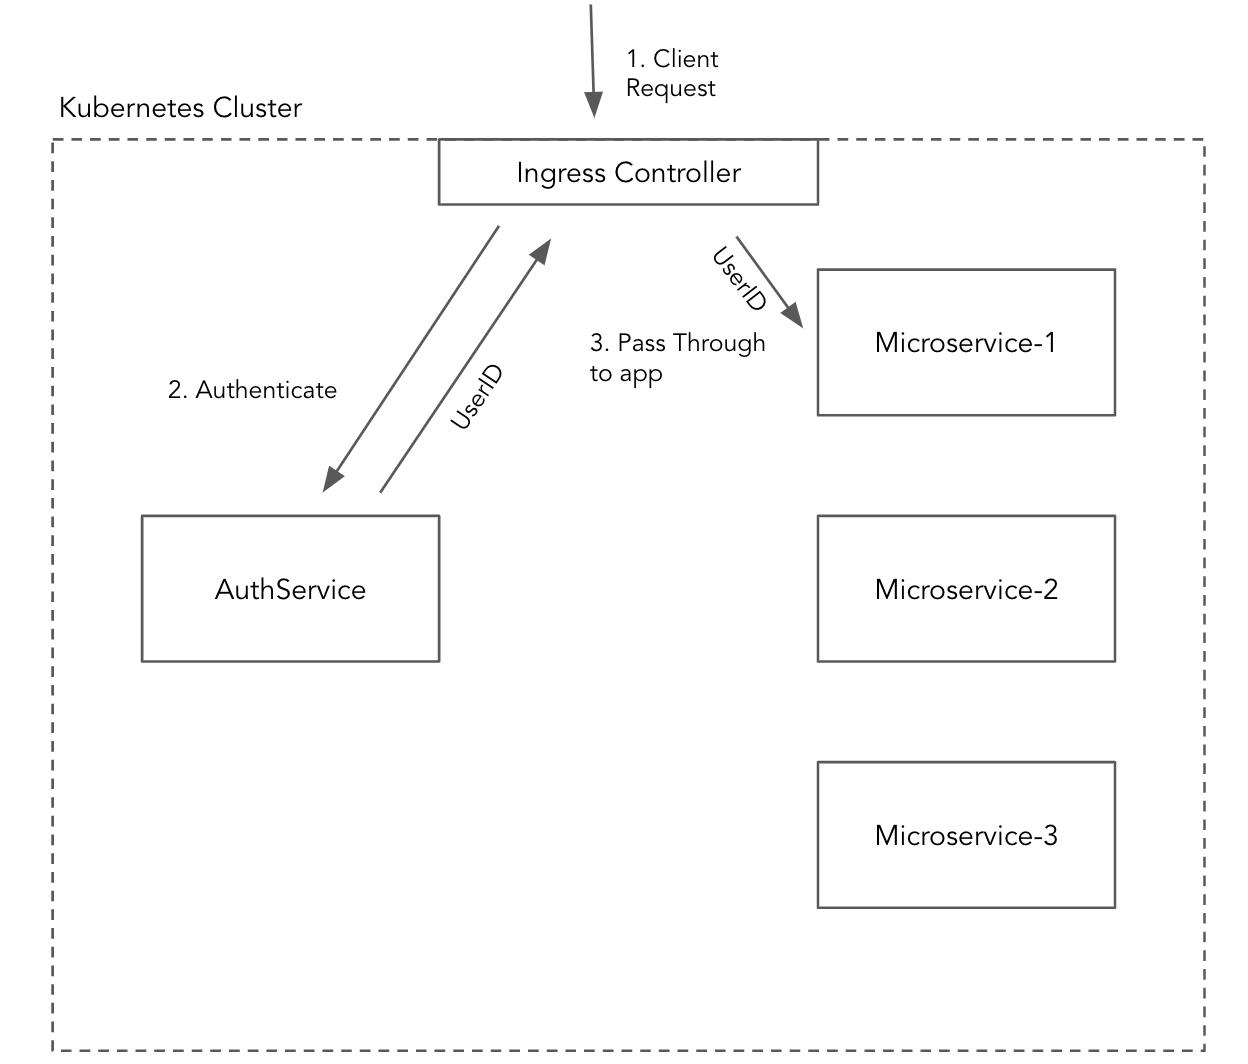 1. Client
Request
Kubernetes Cluster
Ingress Controller
UserID
3. Pass Through
to app
Microservice-1
2. Authenticate
UserID
AuthService
Microservice-2
Microservice-3